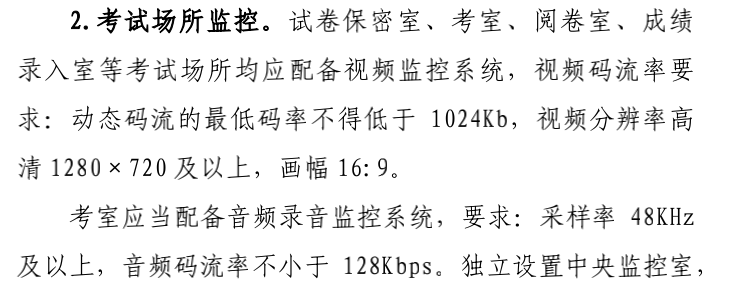 2.考试场所监控。试卷保密室、考室、阅卷室、成绩
录入室等考试场所均应配备视频监控系统，视频码流率要
求：动态码流的最低码率不得低于 1024Kb，视频分辨率高
清 1280×720 及以上，画幅 16:9。
考室应当配备音频录音监控系统，要求：采样率 48KHz
及以上，音频码流率不小于 128Kbps。独立设置中央监控室，